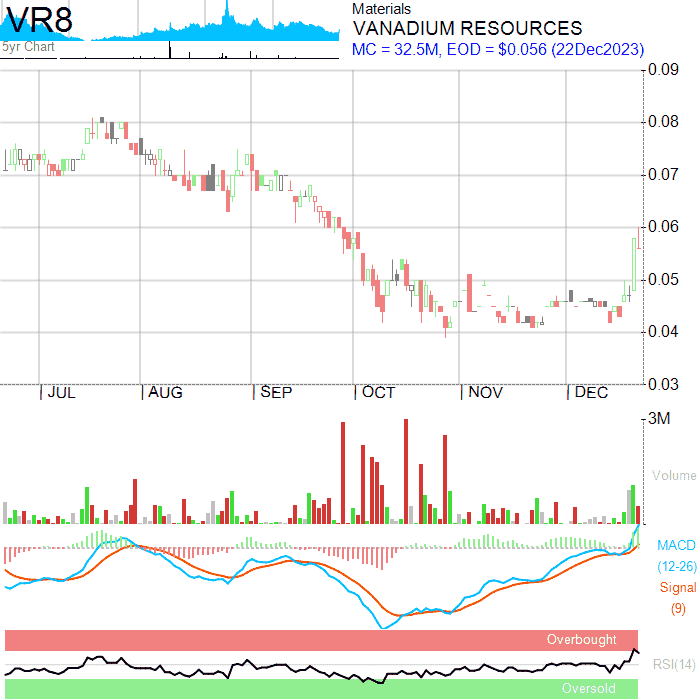 VR8
5yr Chart
Materials
VANADIUM RESOURCES
MC = 32.5M, EOD = $0.056 (22Dec2023)
0.09
0.08
0.07
0.06
0.05
0.04
0.03
JUL AUG SEP OCT NOV DEC
3M
Volume
MACD
(12-26)
Signal
(9)
Overbought
RSI(14)
Oversold